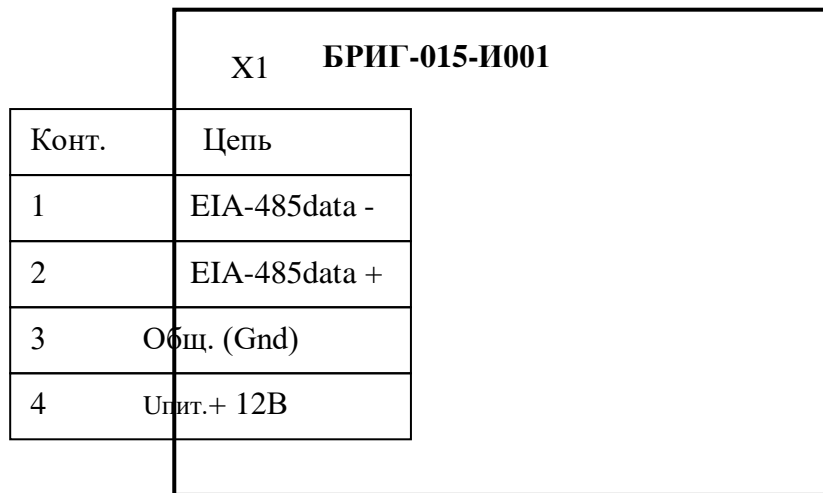 X1 БРИГ-015-И001
Конт. Цепь
1 EIA-485data -
2 EIA-485data +
3 Общ. (Gnd)
4 Uпит.+ 12В